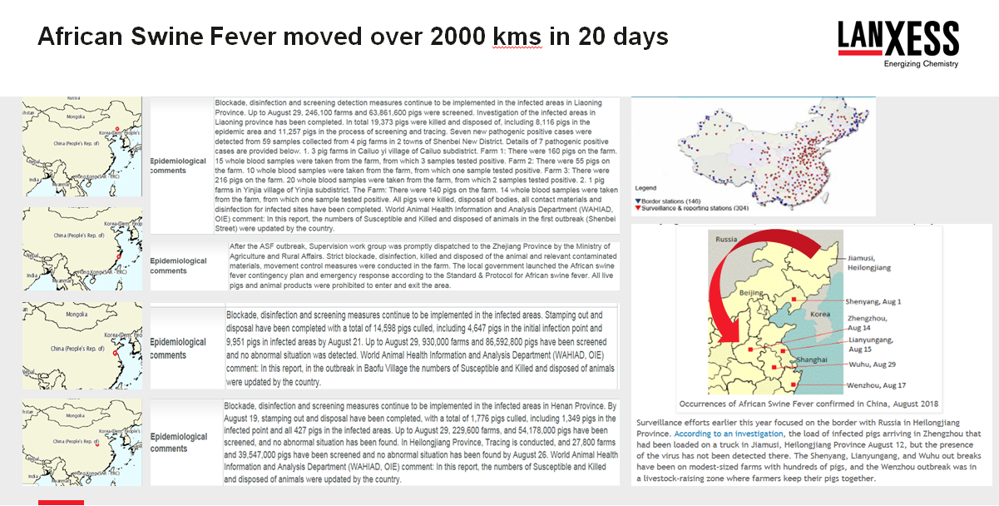 African Swine Fever moved over 2000 kms in 20 days
LANXESS
Energizing Chemistry
Russia
hstan
Mongolia
Korea (Dem. People's
China (People's Rep. of)
Nepal
India
Myanmar
Hong Kong (SAR - PRC)
Epidemiological
comments
Blockade, disinfection and screening detection measures continue to be implemented in the infected areas in Liaoning
Province. Up to August 29, 246,100 farms and 63,861,600 pigs were screened. Investigation of the infected areas in
Liaoning province has been completed. In total 19,373 pigs were killed and disposed of, including 8,116 pigs in the
epidemic area and 11,257 pigs in the process of screening and tracing. Seven new pathogenic positive cases were
detected from 59 samples collected from 4 pig farms in 2 towns of Shenbei New District. Details of 7 pathogenic positive
cases are provided below. 1. 3 pig farms in Cailuo yi village of Cailuo subdistrict. Farm 1: There were 160 pigs on the farm.
15 whole blood samples were taken from the farm, from which 3 samples tested positive. Farm 2: There were 55 pigs on
the farm. 10 whole blood samples were taken from the farm, from which one sample tested positive. Farm 3: There were
216 pigs on the farm. 20 whole blood samples were taken from the farm, from which 2 samples tested positive. 2. 1 pig
farms in Yinjia village of Yinjia subdistrict. The Farm: There were 140 pigs on the farm. 14 whole blood samples were taken
from the farm, from which one sample tested positive. All pigs were killed, disposal of bodies, all contact materials and
disinfection for infected sites have been completed. World Animal Health Information and Analysis Department (WAHIAD,
OIE) comment: In this report, the numbers of Susceptible and Killed and disposed of animals in the first outbreak (Shenbei
Street) were updated by the country.
Korea (Dem. Peop
China (People's Rep. of)
Nepal
India
Myanmar
Hong Kong (SAR - PRC)
Epidemiological
comments
After the ASF outbreak, Supervision work group was promptly dispatched to the Zhejiang Province by the Ministry of
Agriculture and Rural Affairs. Strict blockade, disinfection, killed and disposed of the animal and relevant contaminated
materials, movement control measures were conducted in the farm. The local government launched the African swine
fever contingency plan and emergency response according to the Standard & Protocol for African swine fever. All live
pigs and animal products were prohibited to enter and exit the area.
an
Mongolia
Korea (Dem. Peopl
China (People's Rep. of)
Nepal
Epidemiological
comments
Blockade, disinfection and screening measures continue to be implemented in the infected areas. Stamping out and
disposal have been completed with a total of 14,598 pigs culled, including 4,647 pigs in the initial infection point and
9,951 pigs in infected areas by August 21. Up to August 29, 930,000 farms and 86,592,800 pigs have been screened
and no abnormal situation was detected. World Animal Health Information and Analysis Department (WAHIAD, OIE)
comment: In this report, in the outbreak in Baofu Village the numbers of Susceptible and Killed and disposed of animals
were updated by the country.
hstan
Mongolia
Korea (Dem. People's
China (People's Rep. of)
Nepal
India
Myanmar
Hong Kong (SAR - PRC)
Epidemiological
comments
Blockade, disinfection and screening measures continue to be implemented in the infected areas in Henan Province. By
August 19, stamping out and disposal have been completed, with a total of 1,776 pigs culled, including 1,349 pigs in the
infected point and all 427 pigs in the infected areas. Up to August 29, 229,600 farms, and 54,178,000 pigs have been
screened, and no abnormal situation has been found. In Heilongjiang Province, Tracing is conducted, and 27,800 farms
and 39,547,000 pigs have been screened and no abnormal situation has been found by August 26. World Animal Health
Information and Analysis Department (WAHIAD, OIE) comment: In this report, the numbers of Susceptible and Killed
and disposed of animals were updated by the country.
Legend
Border stations (146)
Surveillance & reporting stations (304)
Russia
Jiamusi,
Heilongjiang
Beijing
Shenyang, Aug 1
Korea
Zhengzhou,
Aug 14
Lianyungang,
Aug 15
Shanghai
Wuhu, Aug 29
Wenzhou, Aug 17
Occurrences of African Swine Fever confirmed in China, August 2018
Surveillance efforts earlier this year focused on the border with Russia in Heilongjiang
Province. According to an investigation, the load of infected pigs arriving in Zhengzhou that
had been loaded on a truck in Jiamusi, Heilongjiang Province August 12, but the presence
of the virus has not been detected there. The Shenyang, Lianyungang, and Wuhu out breaks
have been on modest-sized farms with hundreds of pigs, and the Wenzhou outbreak was in
a livestock-raising zone where farmers keep their pigs together.